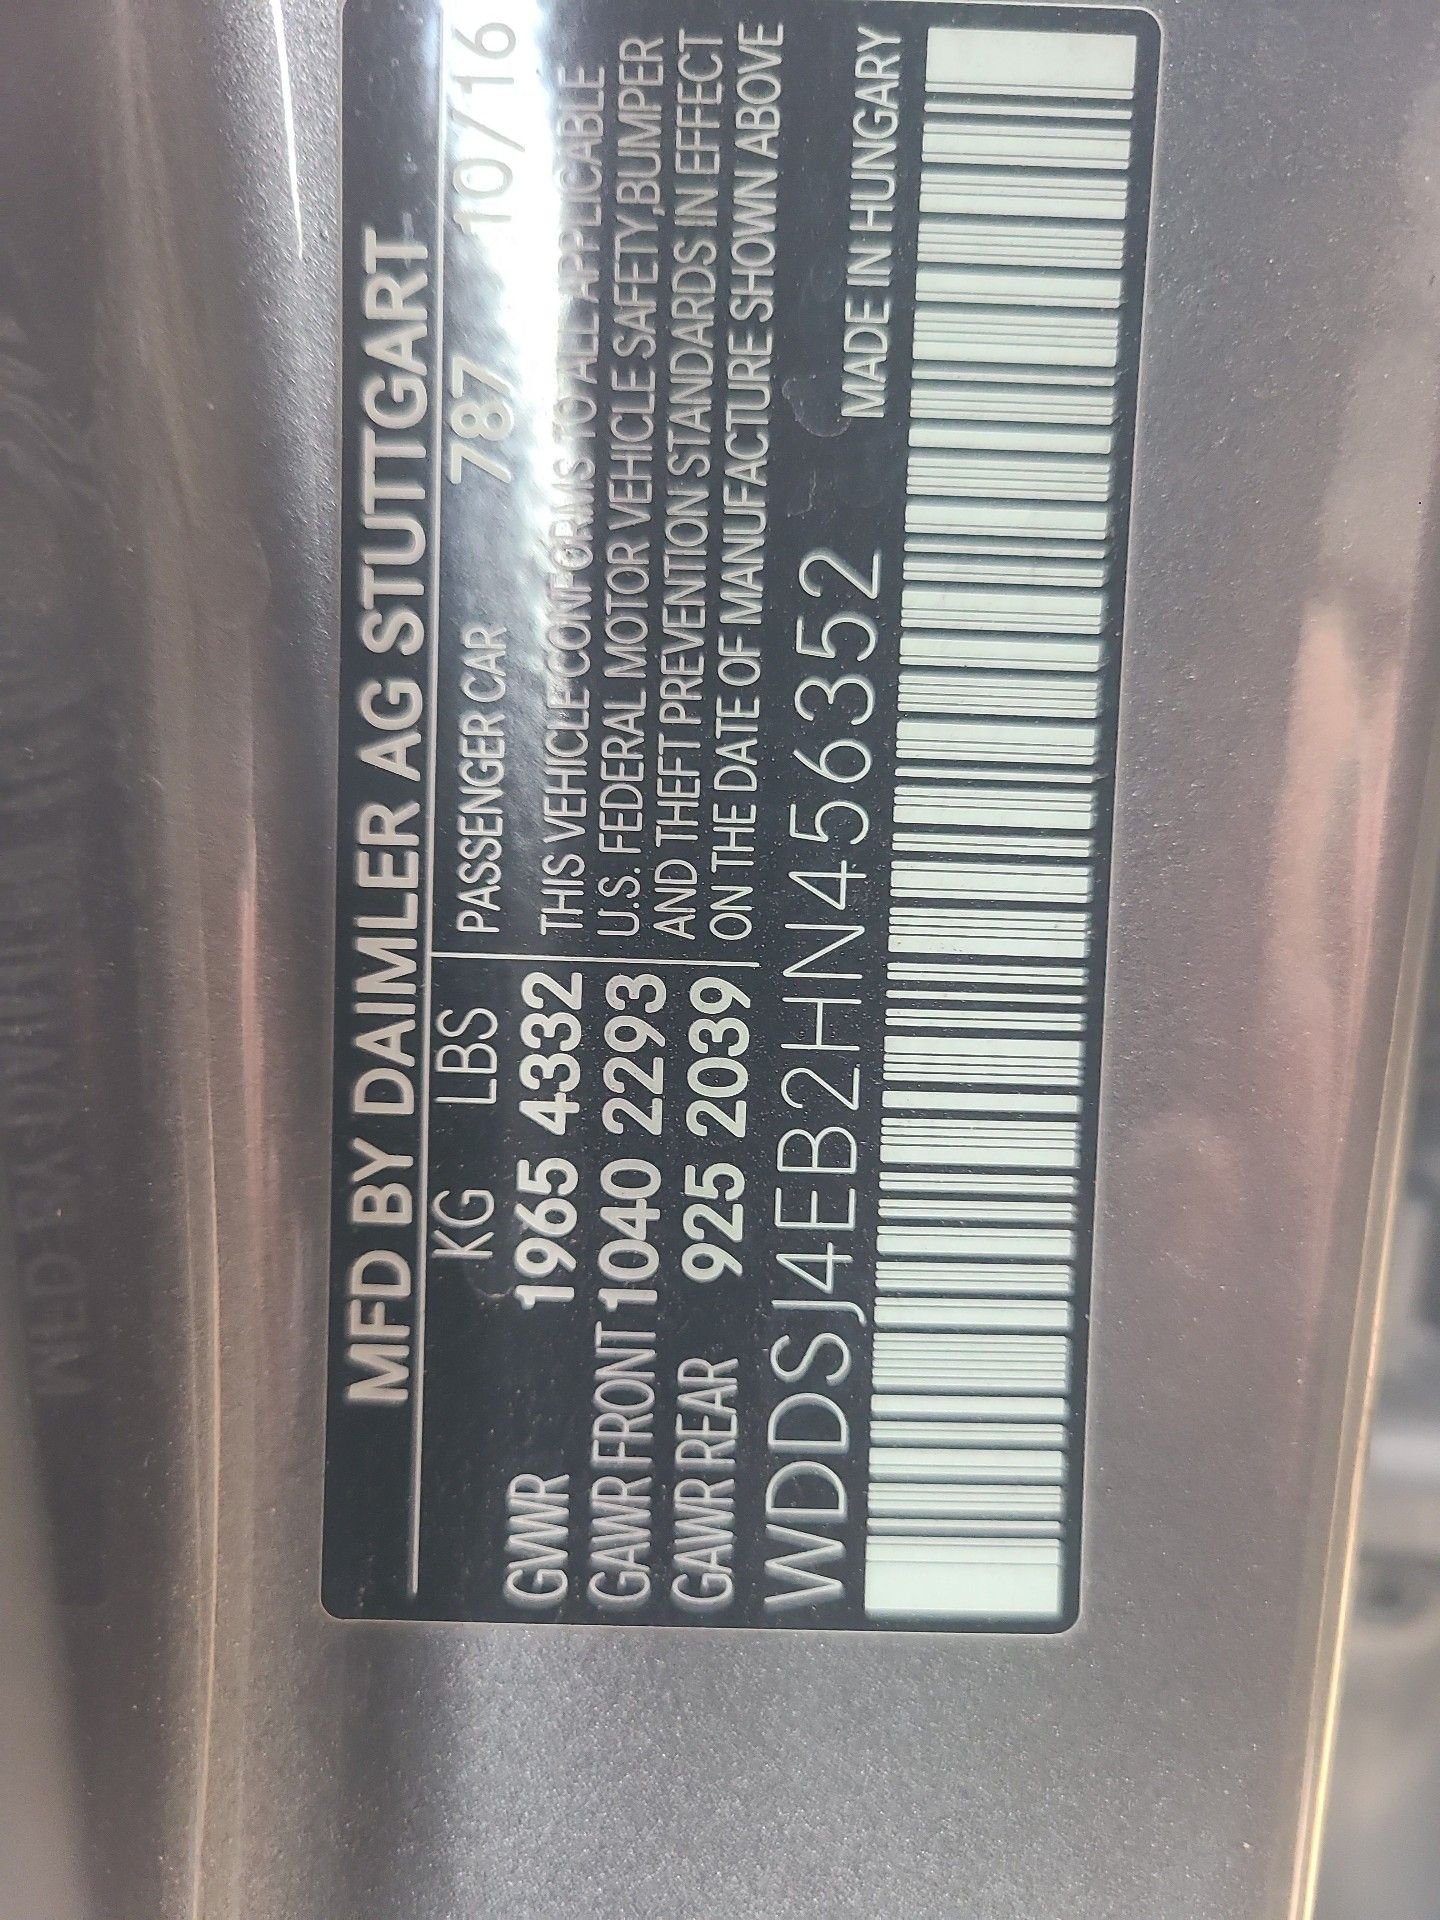 MFD BY DAIMLER AG STUTTGART
KG LBS PASSENGER CAR 787 10/16
GVWR 1965 4332 THIS VEHICLE CONFORMS TO ALL APPLICABLE
GAWR FRONT 1040 2293 U.S. FEDERAL MOTOR VEHICLE SAFETY,BUMPER
GAWR REAR 925 2039 AND THEFT PREVENTION STANDARDS IN EFFECT
ON THE DATE OF MANUFACTURE SHOWN ABOVE
WDDSJ4EB2HN456352 MADE IN HUNGARY